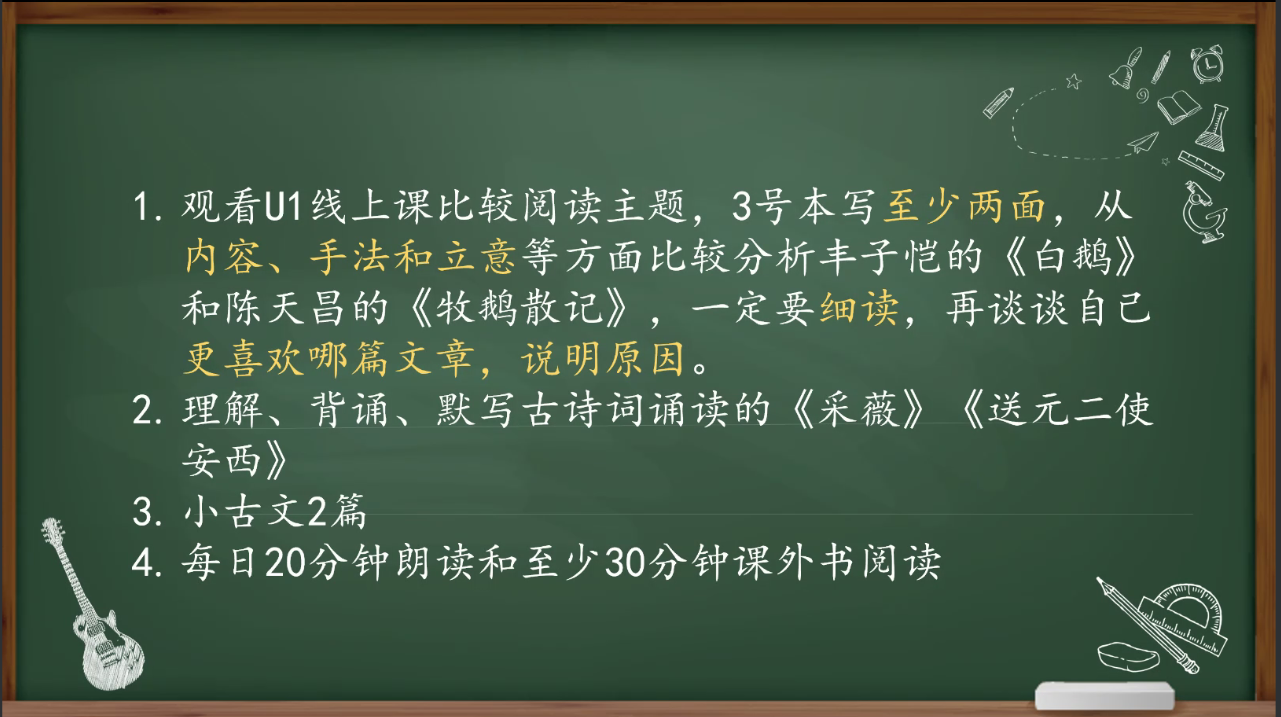 1. 观看U1线上课比较阅读主题，3号本写至少两面，从
内容、手法和立意等方面比较分析丰子恺的《白鹅》
和陈天昌的《牧鹅散记》，一定要细读，再谈谈自己
更喜欢哪篇文章，说明原因。
2. 理解、背诵、默写古诗词诵读的《采薇》《送元二使
安西》
3. 小古文2篇
4. 每日20分钟朗读和至少30分钟课外书阅读